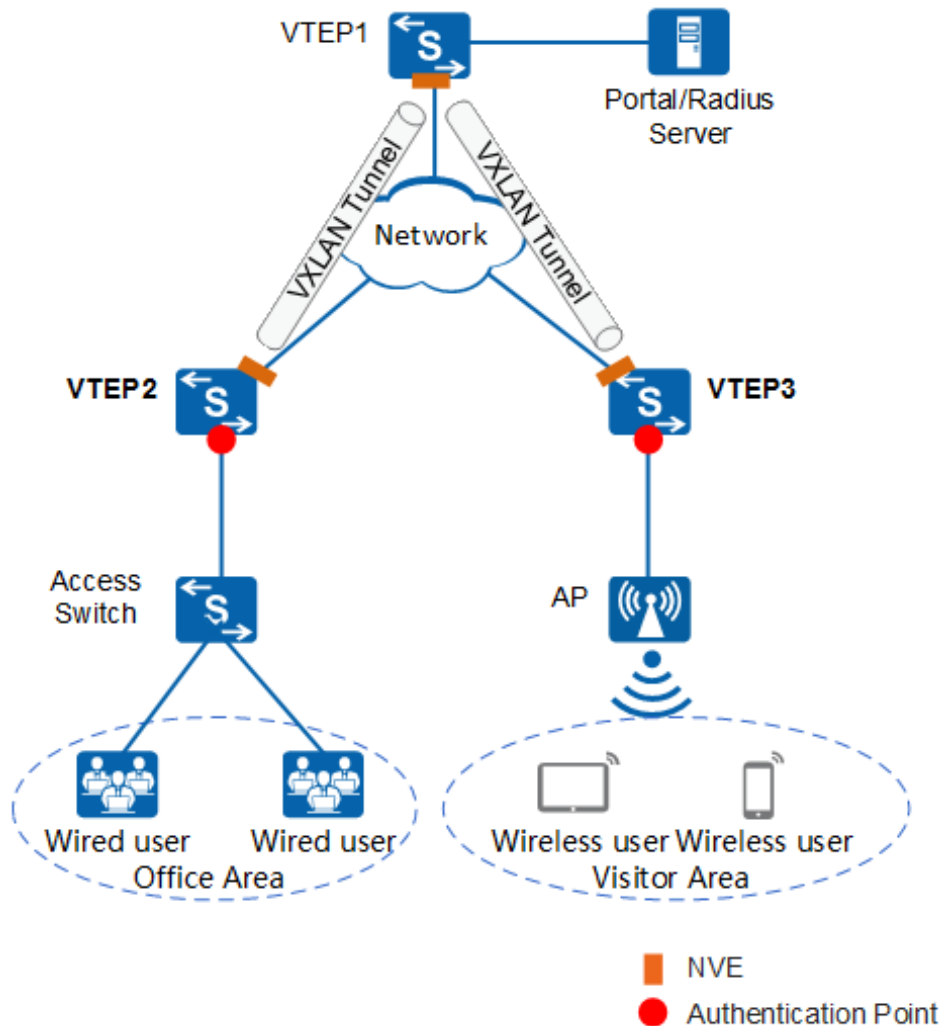 VTEP1
S
Portal/Radius
Server
VXLAN Tunnel
VXLAN Tunnel
Network
VTEP2
S
S
VTEP3
Access
Switch
S
AP
Wired user
Wired user
Office Area
Wireless user
Wireless user
Visitor Area
NVE
Authentication Point